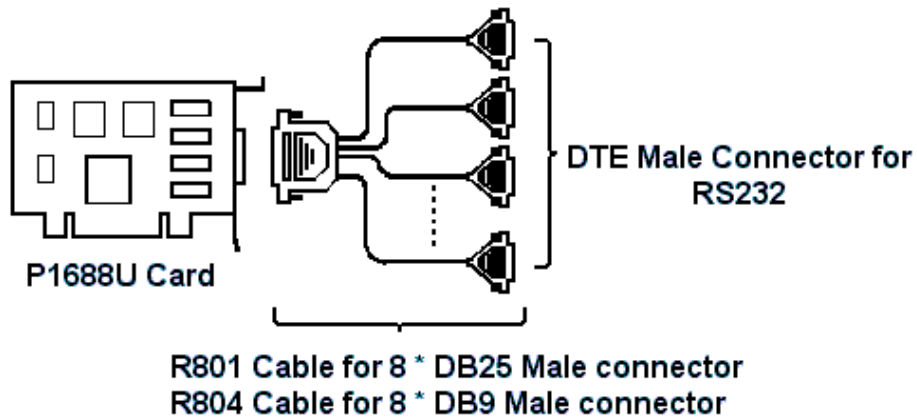 DTE Male Connector for
RS232
P1688U Card
R801 Cable for 8 * DB25 Male connector
R804 Cable for 8 * DB9 Male connector